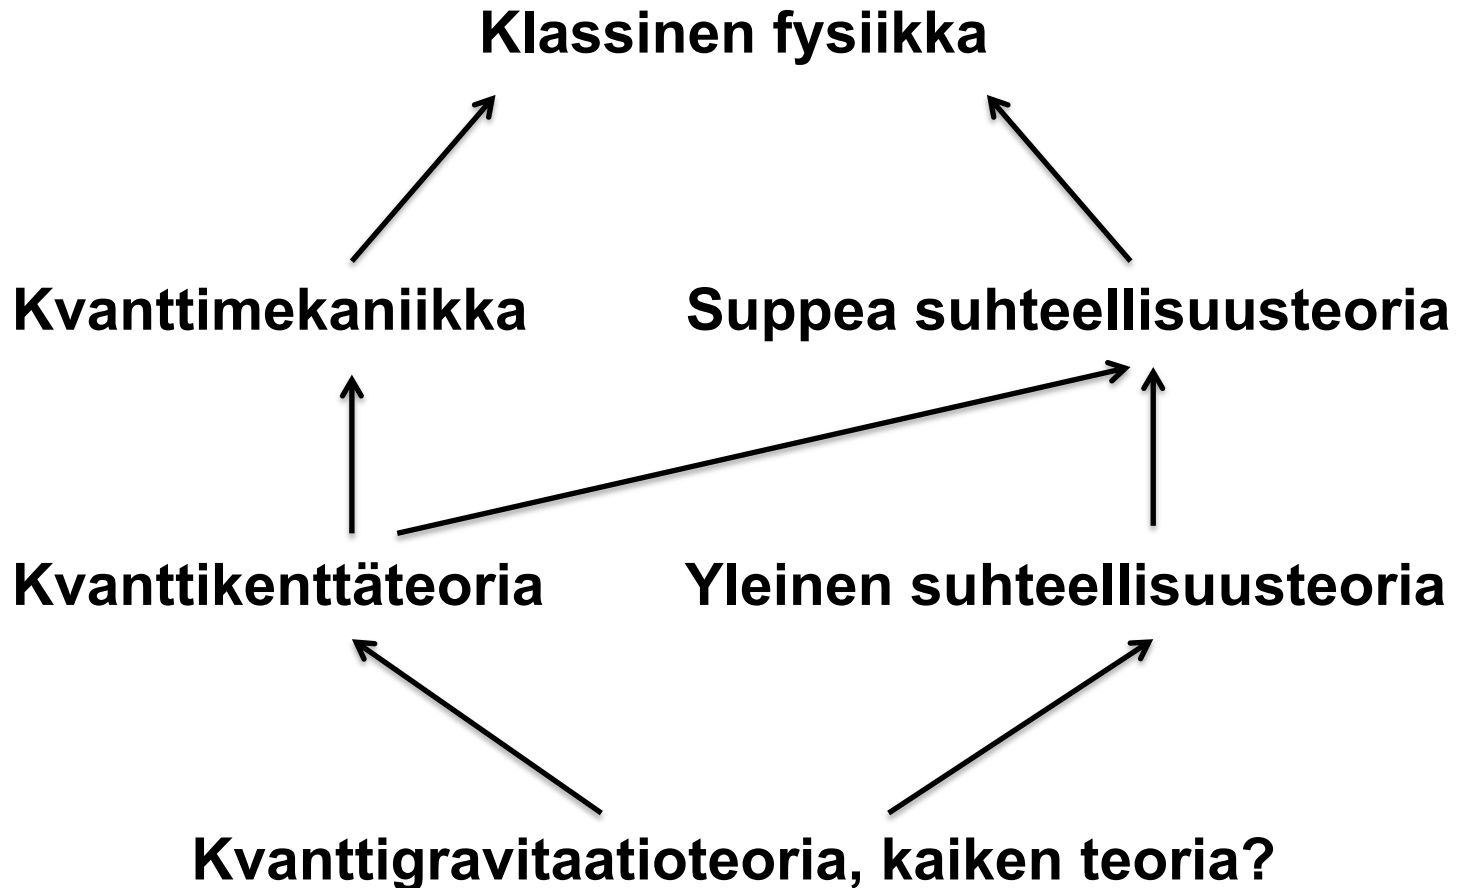 Klassinen fysiikka
Kvanttimekaniikka
Suppea suhteellisuusteoria
Kvanttikenttäteoria
Yleinen suhteellisuusteoria
Kvanttigravitaatioteoria, kaiken teoria?